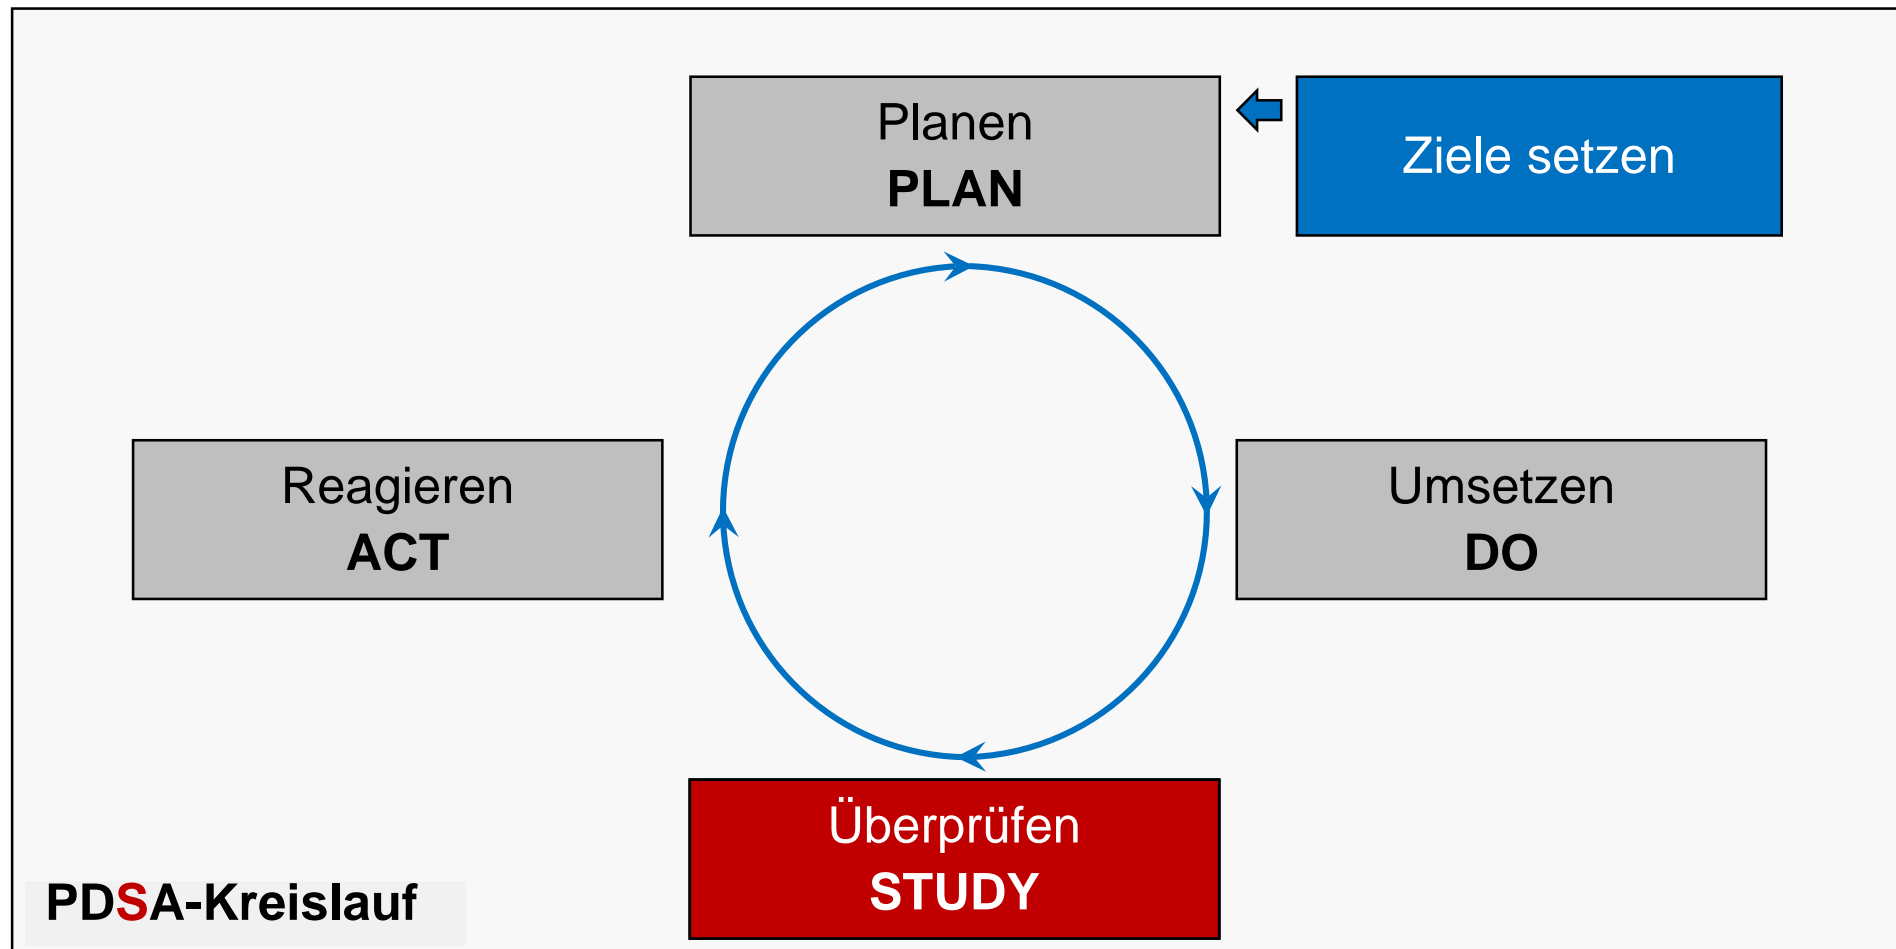 Planen
PLAN
Ziele setzen
Reagieren
ACT
Umsetzen
DO
Überprüfen
STUDY
PDSA-Kreislauf